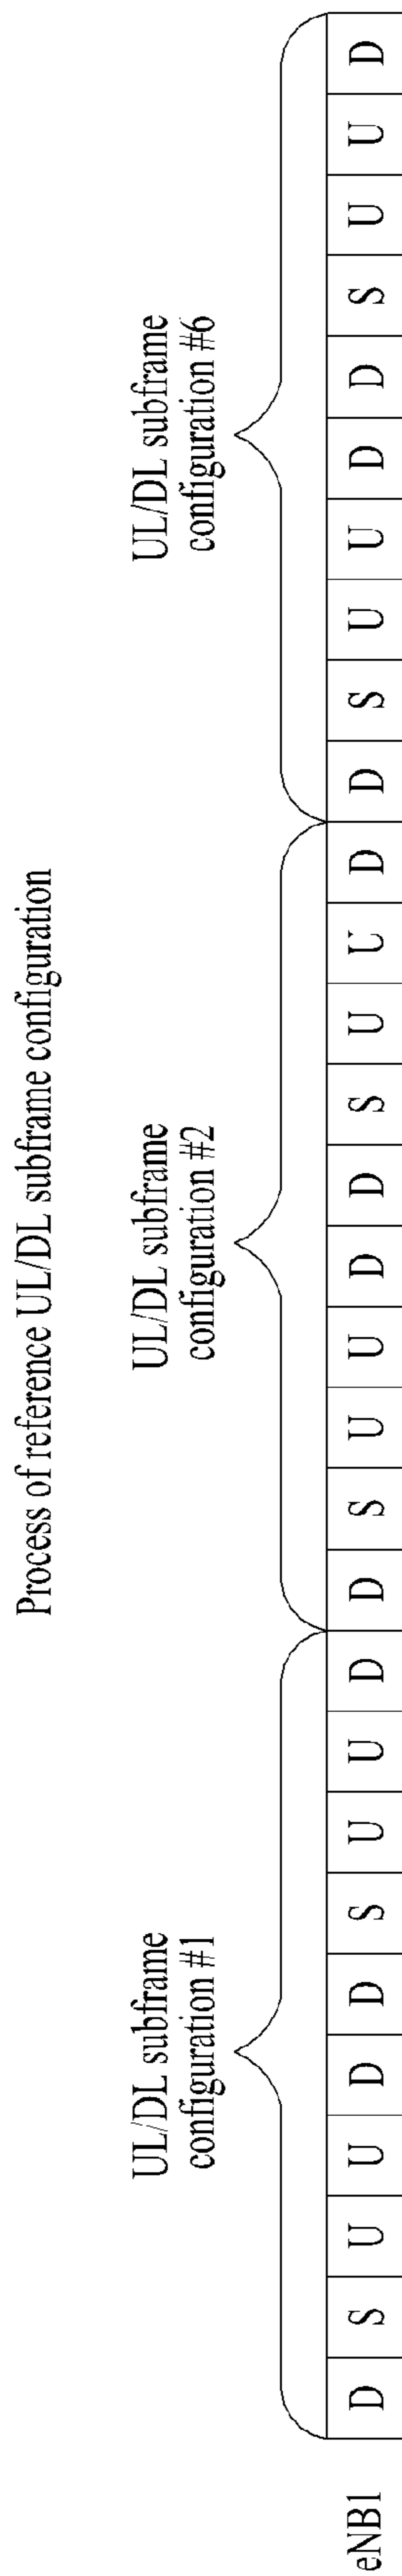 Process of reference UL/DL subframe configuration
UL/DL subframe
configuration #1
UL/DL subframe
configuration #2
UL/DL subframe
configuration #6
eNB1 D S U U D D S U U D D S U U D D S U U D D S U U D D S U U D